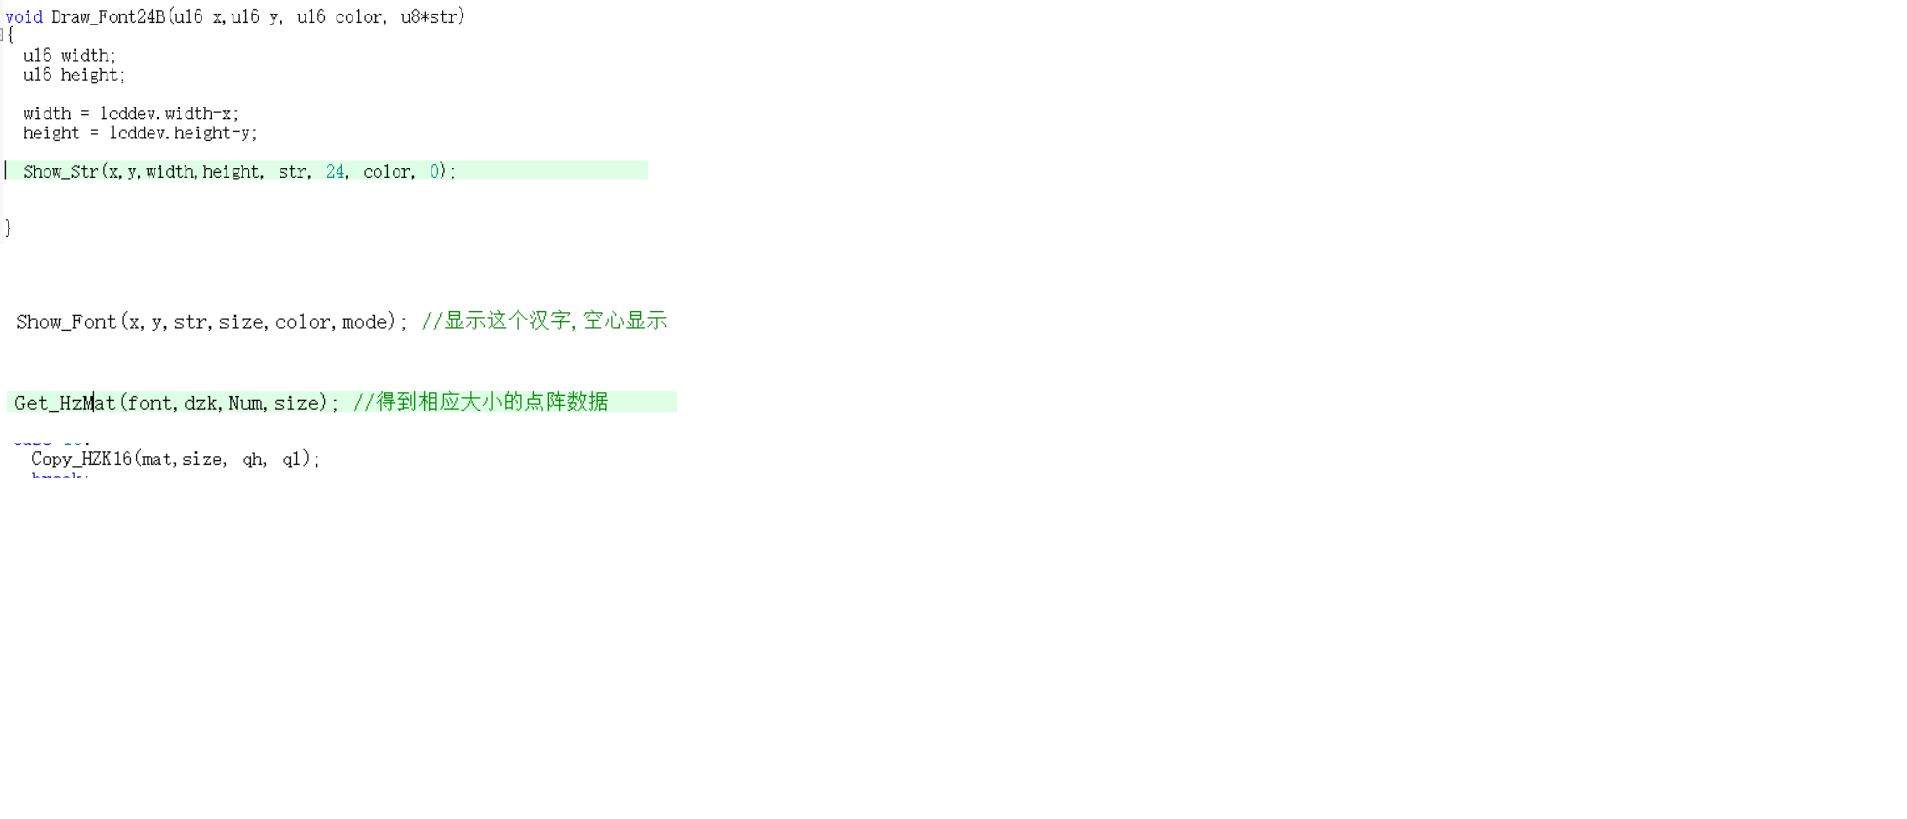 void Draw_Font24B(u16 x,u16 y, u16 color, u8*str)
{
u16 width;
u16 height;
width = lcddev.width-x;
height = lcddev.height-y;
Show_Str(x,y,width,height, str, 24, color, 0);
}
Show_Font(x,y,str,size,color,mode); //显示这个汉字,空心显示
Get_HzMat(font,dzk,Num,size); //得到相应大小的点阵数据
Copy_HZK16(mat,size, qh, ql);